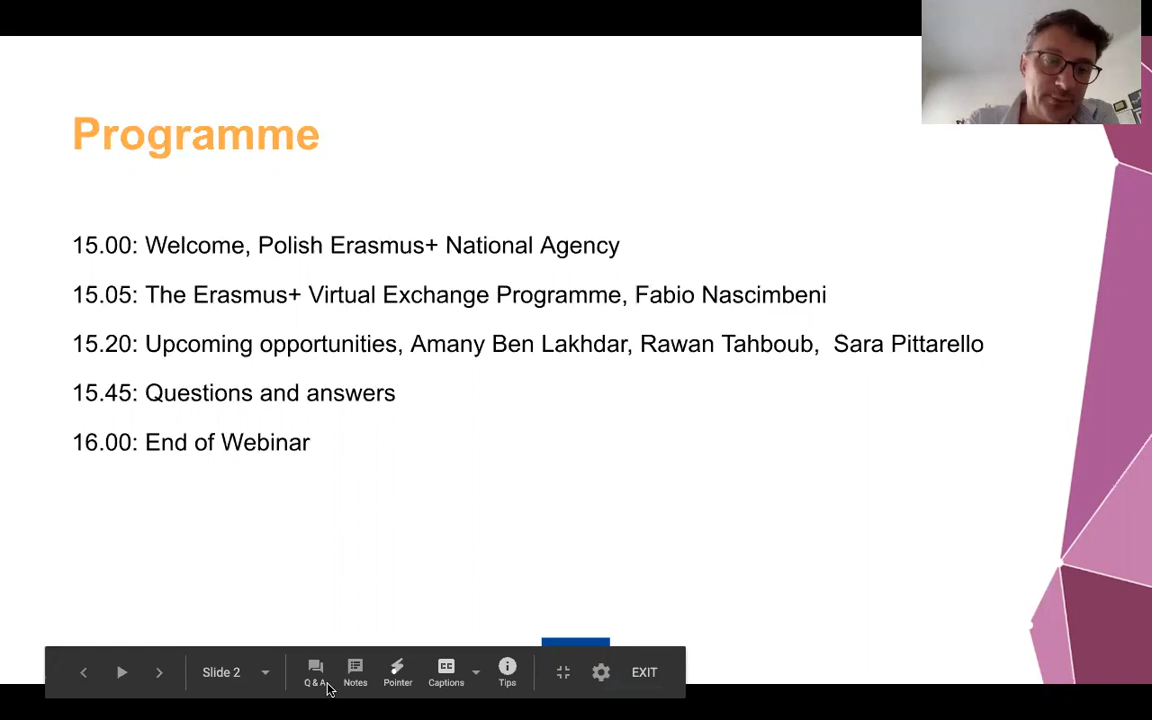 Programme
15.00: Welcome, Polish Erasmus+ National Agency
15.05: The Erasmus+ Virtual Exchange Programme, Fabio Nascimbeni
15.20: Upcoming opportunities, Amany Ben Lakhdar, Rawan Tahboub, Sara Pittarello
15.45: Questions and answers
16.00: End of Webinar
Slide 2 Q & A Notes Pointer CC Captions Tips EXIT